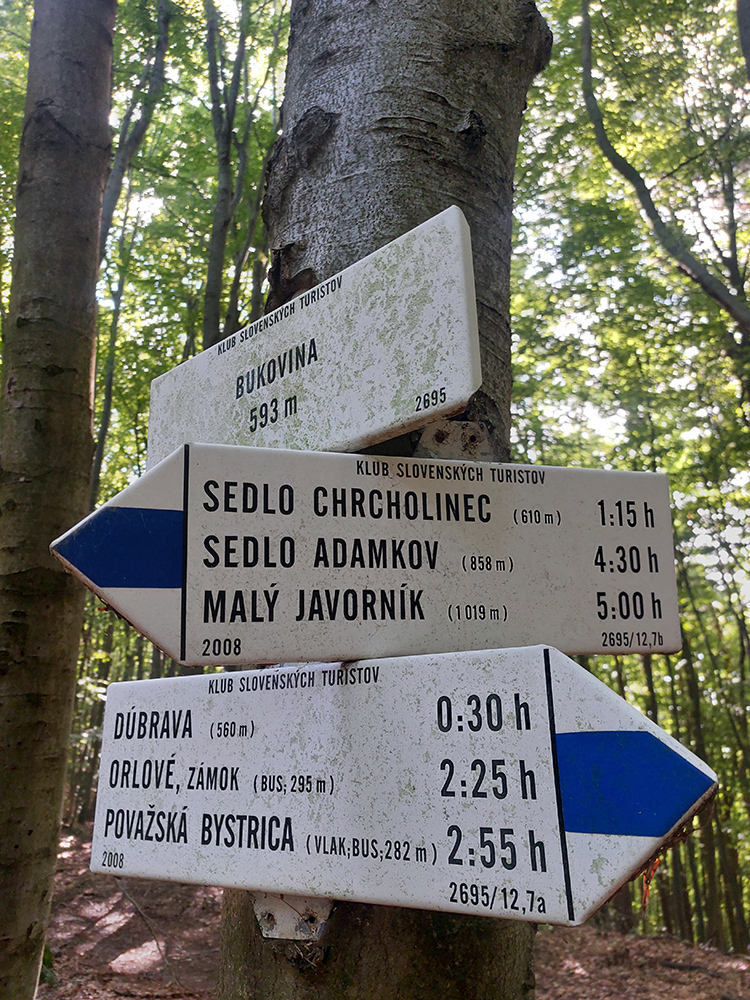 KLUB SLOVENSKÝCH TURISTOV
BUKOVINA
593 m
2695
KLUB SLOVENSKÝCH TURISTOV
SEDLO CHRCHOLINEC (610 m) 1:15 h
SEDLO ADAMKOV (858 m) 4:30 h
MALÝ JAVORNÍK (1 019 m) 5:00 h
2008 2695/12,7b
KLUB SLOVENSKÝCH TURISTOV
DÚBRAVA (560 m) 0:30 h
ORLOVÉ, ZÁMOK (BUS; 295 m) 2:25 h
POVAŽSKÁ BYSTRICA (VLAK;BUS;282 m) 2:55 h
2008 2695/12,7a